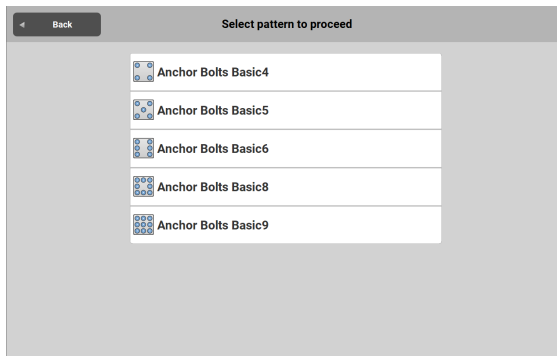 Back
Select pattern to proceed
Anchor Bolts Basic4
Anchor Bolts Basic5
Anchor Bolts Basic6
Anchor Bolts Basic8
Anchor Bolts Basic9